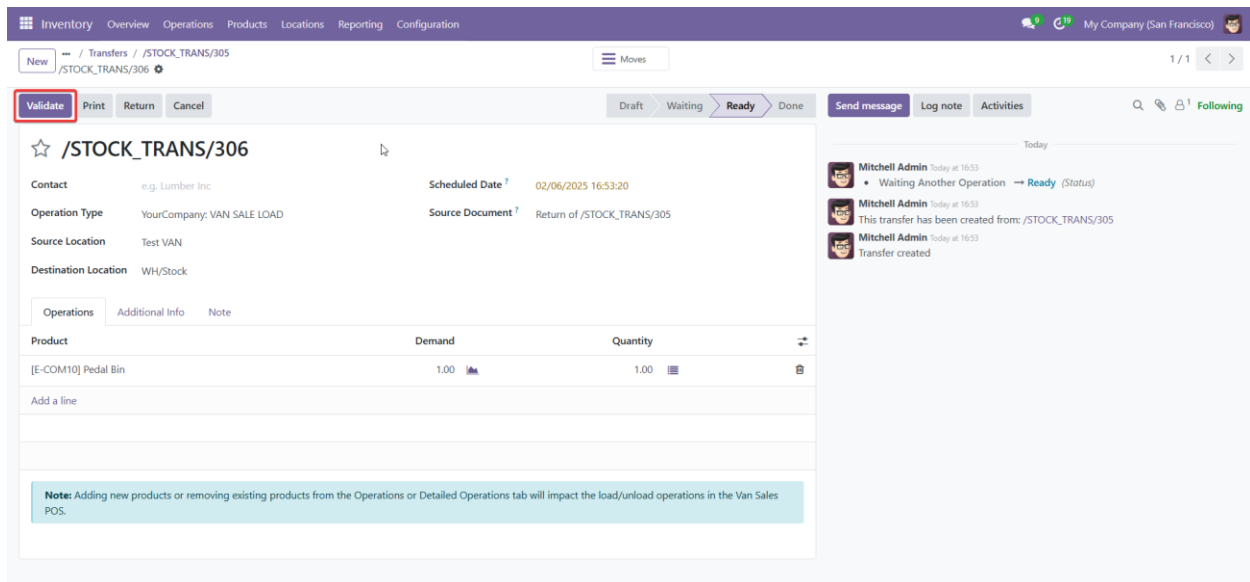 Inventory Overview Operations Products Locations Reporting Configuration 9 19 My Company (San Francisco)
New ... / Transfers / /STOCK_TRANS/305
/STOCK_TRANS/306
Moves
1 / 1
Validate Print Return Cancel Draft Waiting Ready Done Send message Log note Activities 1 Following
/STOCK_TRANS/306
Contact e.g. Lumber Inc
Scheduled Date ? 02/06/2025 16:53:20
Operation Type YourCompany: VAN SALE LOAD
Source Document ? Return of /STOCK_TRANS/305
Source Location Test VAN
Destination Location WH/Stock
Operations Additional Info Note
Product Demand Quantity
[E-COM10] Pedal Bin 1.00 1.00
Add a line
Note: Adding new products or removing existing products from the Operations or Detailed Operations tab will impact the load/unload operations in the Van Sales
POS.
Today
Mitchell Admin Today at 16:53
• Waiting Another Operation → Ready (Status)
Mitchell Admin Today at 16:53
This transfer has been created from: /STOCK_TRANS/305
Mitchell Admin Today at 16:53
Transfer created